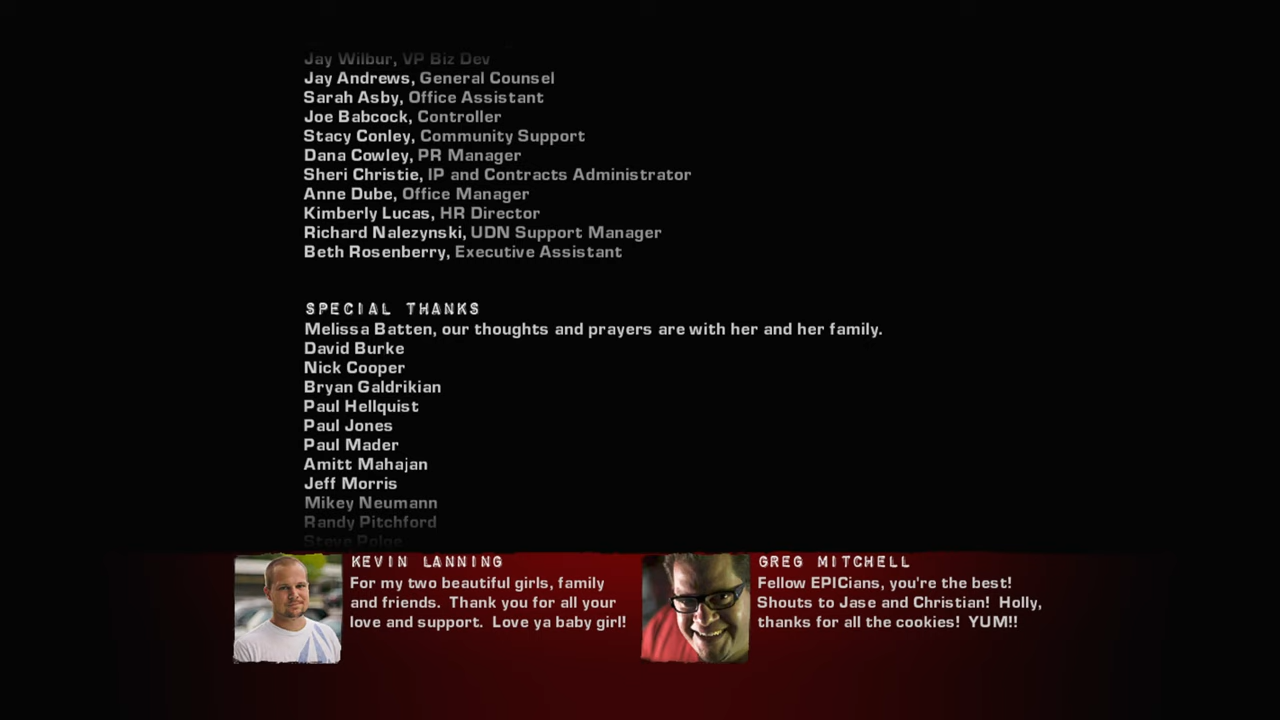 Jay Wilbur, VP Biz Dev
Jay Andrews, General Counsel
Sarah Asby, Office Assistant
Joe Babcock, Controller
Stacy Conley, Community Support
Dana Cowley, PR Manager
Sheri Christie, IP and Contracts Administrator
Anne Dube, Office Manager
Kimberly Lucas, HR Director
Richard Nalezynski, UDN Support Manager
Beth Rosenberry, Executive Assistant
SPECIAL THANKS
Melissa Batten, our thoughts and prayers are with her and her family.
David Burke
Nick Cooper
Bryan Galdrikian
Paul Hellquist
Paul Jones
Paul Mader
Amitt Mahajan
Jeff Morris
Mikey Neumann
Randy Pitchford
Steve Polge
KEVIN LANNING
For my two beautiful girls, family
and friends. Thank you for all your
love and support. Love ya baby girl!
GREG MITCHELL
Fellow EPICians, you're the best!
Shouts to Jase and Christian! Holly,
thanks for all the cookies! YUM!!